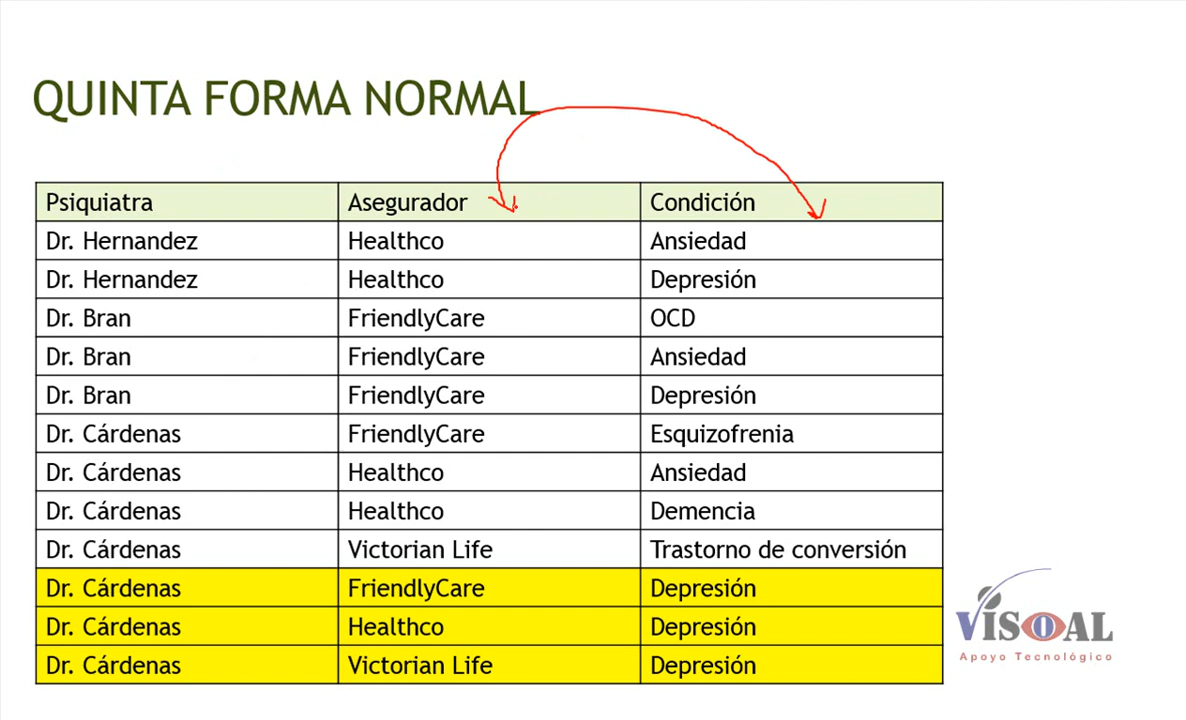 QUINTA FORMA NORMAL
Psiquiatra Asegurador Condición
Dr. Hernandez Healthco Ansiedad
Dr. Hernandez Healthco Depresión
Dr. Bran FriendlyCare OCD
Dr. Bran FriendlyCare Ansiedad
Dr. Bran FriendlyCare Depresión
Dr. Cárdenas FriendlyCare Esquizofrenia
Dr. Cárdenas Healthco Ansiedad
Dr. Cárdenas Healthco Demencia
Dr. Cárdenas Victorian Life Trastorno de conversión
Dr. Cárdenas FriendlyCare Depresión
Dr. Cárdenas Healthco Depresión
Dr. Cárdenas Victorian Life Depresión
VISOAL
Apoyo Tecnológico